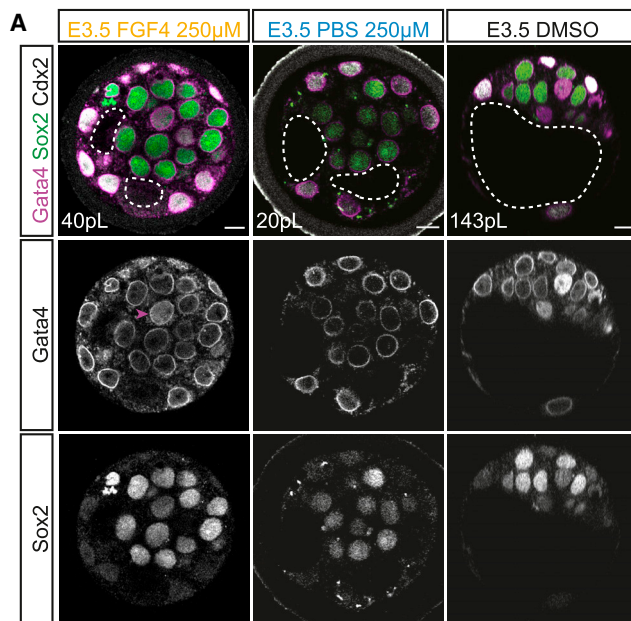 A
E3.5 FGF4 250μM
E3.5 PBS 250μM
E3.5 DMSO
Gata4 Sox2 Cdx2
40pL
20pL
143pL
Gata4
Sox2